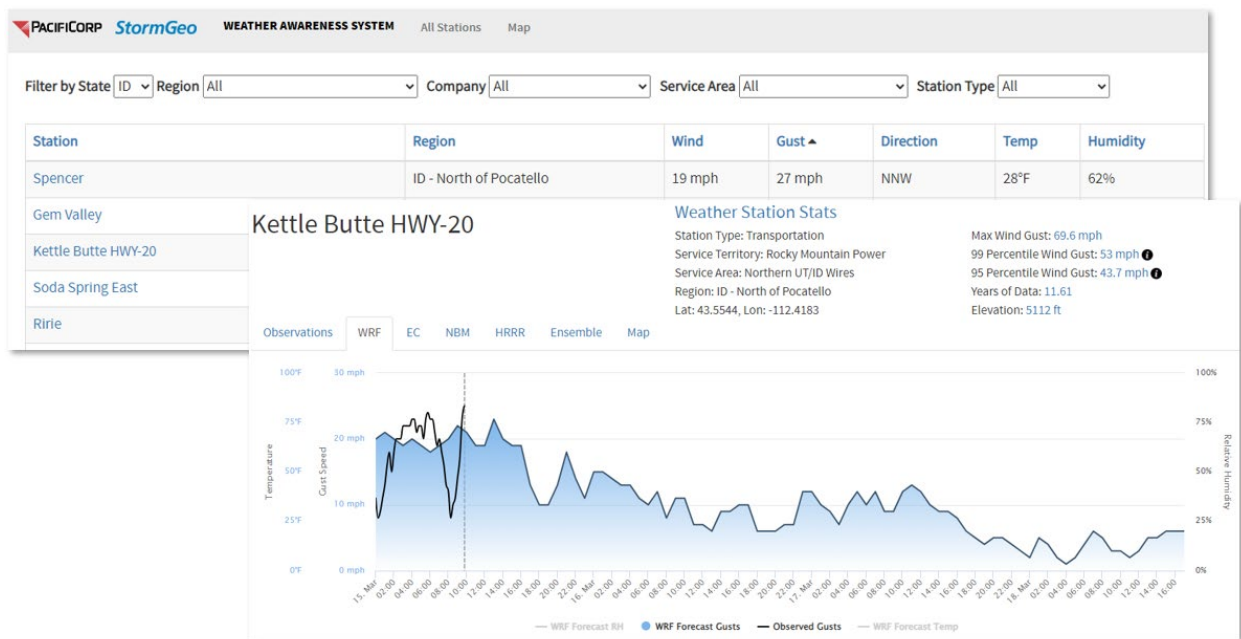 PACIFICORP StormGeo WEATHER AWARENESS SYSTEM All Stations Map
Filter by State ID Region All Company All Service Area All Station Type All
Station Region Wind Gust Direction Temp Humidity
Spencer ID - North of Pocatello 19 mph 27 mph NNW 28°F 62%
Gem Valley
Kettle Butte HWY-20
Soda Spring East
Ririe
Kettle Butte HWY-20
Weather Station Stats
Station Type: Transportation
Service Territory: Rocky Mountain Power
Service Area: Northern UT/ID Wires
Region: ID - North of Pocatello
Lat: 43.5544, Lon: -112.4183
Max Wind Gust: 69.6 mph
99 Percentile Wind Gust: 53 mph i
95 Percentile Wind Gust: 43.7 mph i
Years of Data: 11.61
Elevation: 5112 ft
Observations WRF EC NBM HRRR Ensemble Map
100°F 30 mph 100%
75°F 75%
20 mph
50°F 50%
10 mph
25°F 25%
0°F 0 mph 0%
Temperature
Gust Speed
Relative Humidity
15. Mar 02:00 04:00 06:00 08:00 10:00 12:00 14:00 16:00 18:00 20:00 22:00 16. Mar 02:00 04:00 06:00 08:00 10:00 12:00 14:00 16:00 18:00 20:00 22:00 17. Mar 02:00 04:00 06:00 08:00 10:00 12:00 14:00 16:00 18:00 20:00 22:00 18. Mar 02:00 04:00 06:00 08:00 10:00 12:00 14:00 16:00
WRF Forecast RH WRF Forecast Gusts Observed Gusts WRF Forecast Temp